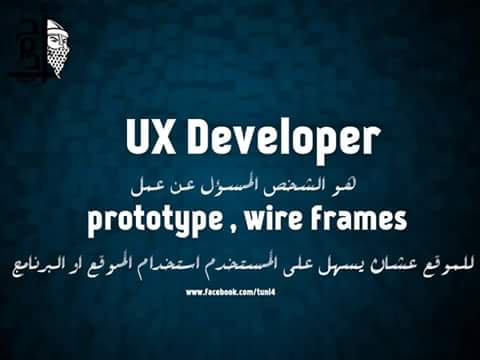 UX Developer
هو الشخص المسؤل عن عمل
prototype , wire frames
للموقع عشان يسهل على المستخدم استخدام الموقع او البرنامج
www.facebook.com/tuni4